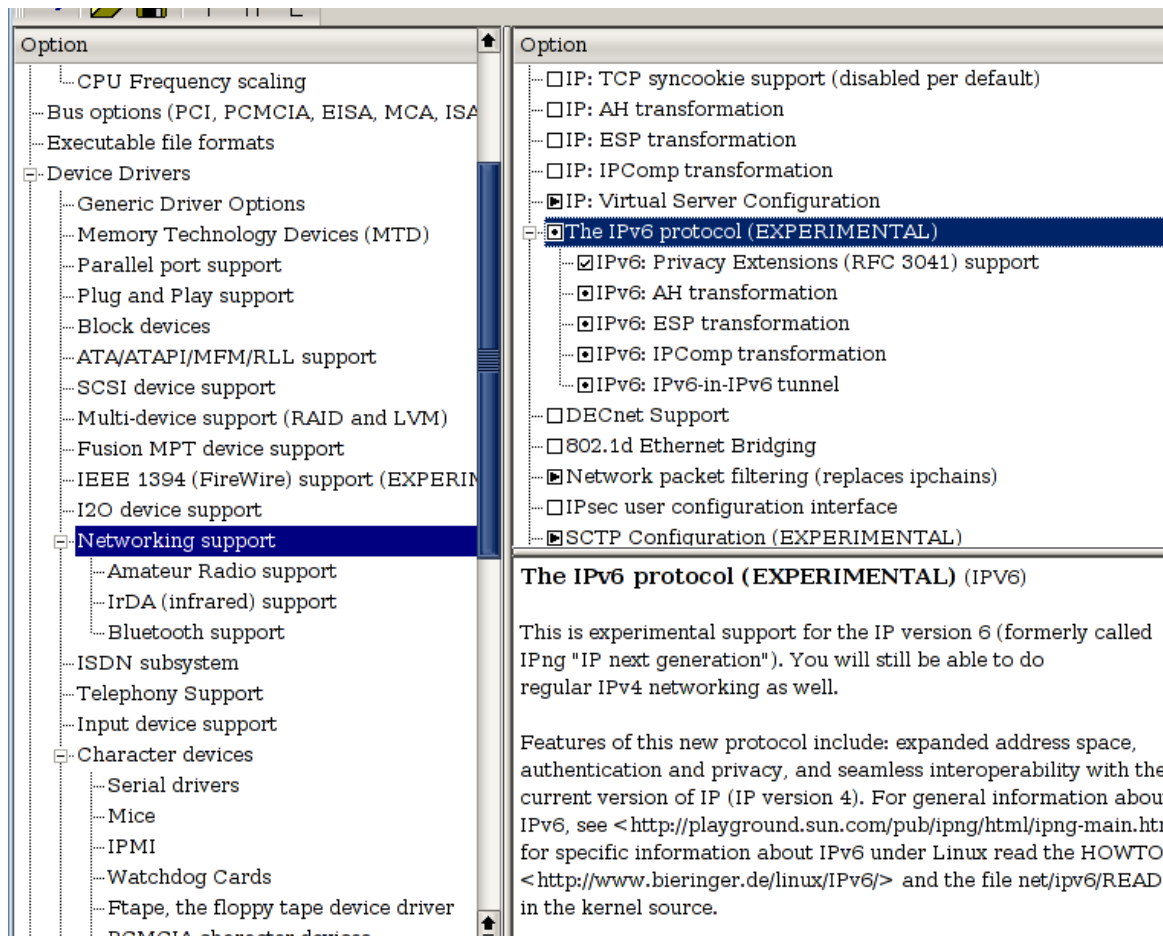 Option
CPU Frequency scaling
Bus options (PCI, PCMCIA, EISA, MCA, ISA
Executable file formats
Device Drivers
Generic Driver Options
Memory Technology Devices (MTD)
Parallel port support
Plug and Play support
Block devices
ATA/ATAPI/MFM/RLL support
SCSI device support
Multi-device support (RAID and LVM)
Fusion MPT device support
IEEE 1394 (FireWire) support (EXPERIM
I2O device support
Networking support
Amateur Radio support
IrDA (infrared) support
Bluetooth support
ISDN subsystem
Telephony Support
Input device support
Character devices
Serial drivers
Mice
IPMI
Watchdog Cards
Ftape, the floppy tape device driver
PCMCIA character devices
Option
IP: TCP syncookie support (disabled per default)
IP: AH transformation
IP: ESP transformation
IP: IPComp transformation
IP: Virtual Server Configuration
The IPv6 protocol (EXPERIMENTAL)
IPv6: Privacy Extensions (RFC 3041) support
IPv6: AH transformation
IPv6: ESP transformation
IPv6: IPComp transformation
IPv6: IPv6-in-IPv6 tunnel
DECnet Support
802.1d Ethernet Bridging
Network packet filtering (replaces ipchains)
IPsec user configuration interface
SCTP Configuration (EXPERIMENTAL)
The IPv6 protocol (EXPERIMENTAL) (IPV6)
This is experimental support for the IP version 6 (formerly called
IPng "IP next generation"). You will still be able to do
regular IPv4 networking as well.
Features of this new protocol include: expanded address space,
authentication and privacy, and seamless interoperability with the
current version of IP (IP version 4). For general information abou
IPv6, see <http://playground.sun.com/pub/ipng/html/ipng-main.htm
for specific information about IPv6 under Linux read the HOWTO
<http://www.bieringer.de/linux/IPv6/> and the file net/ipv6/READ
in the kernel source.